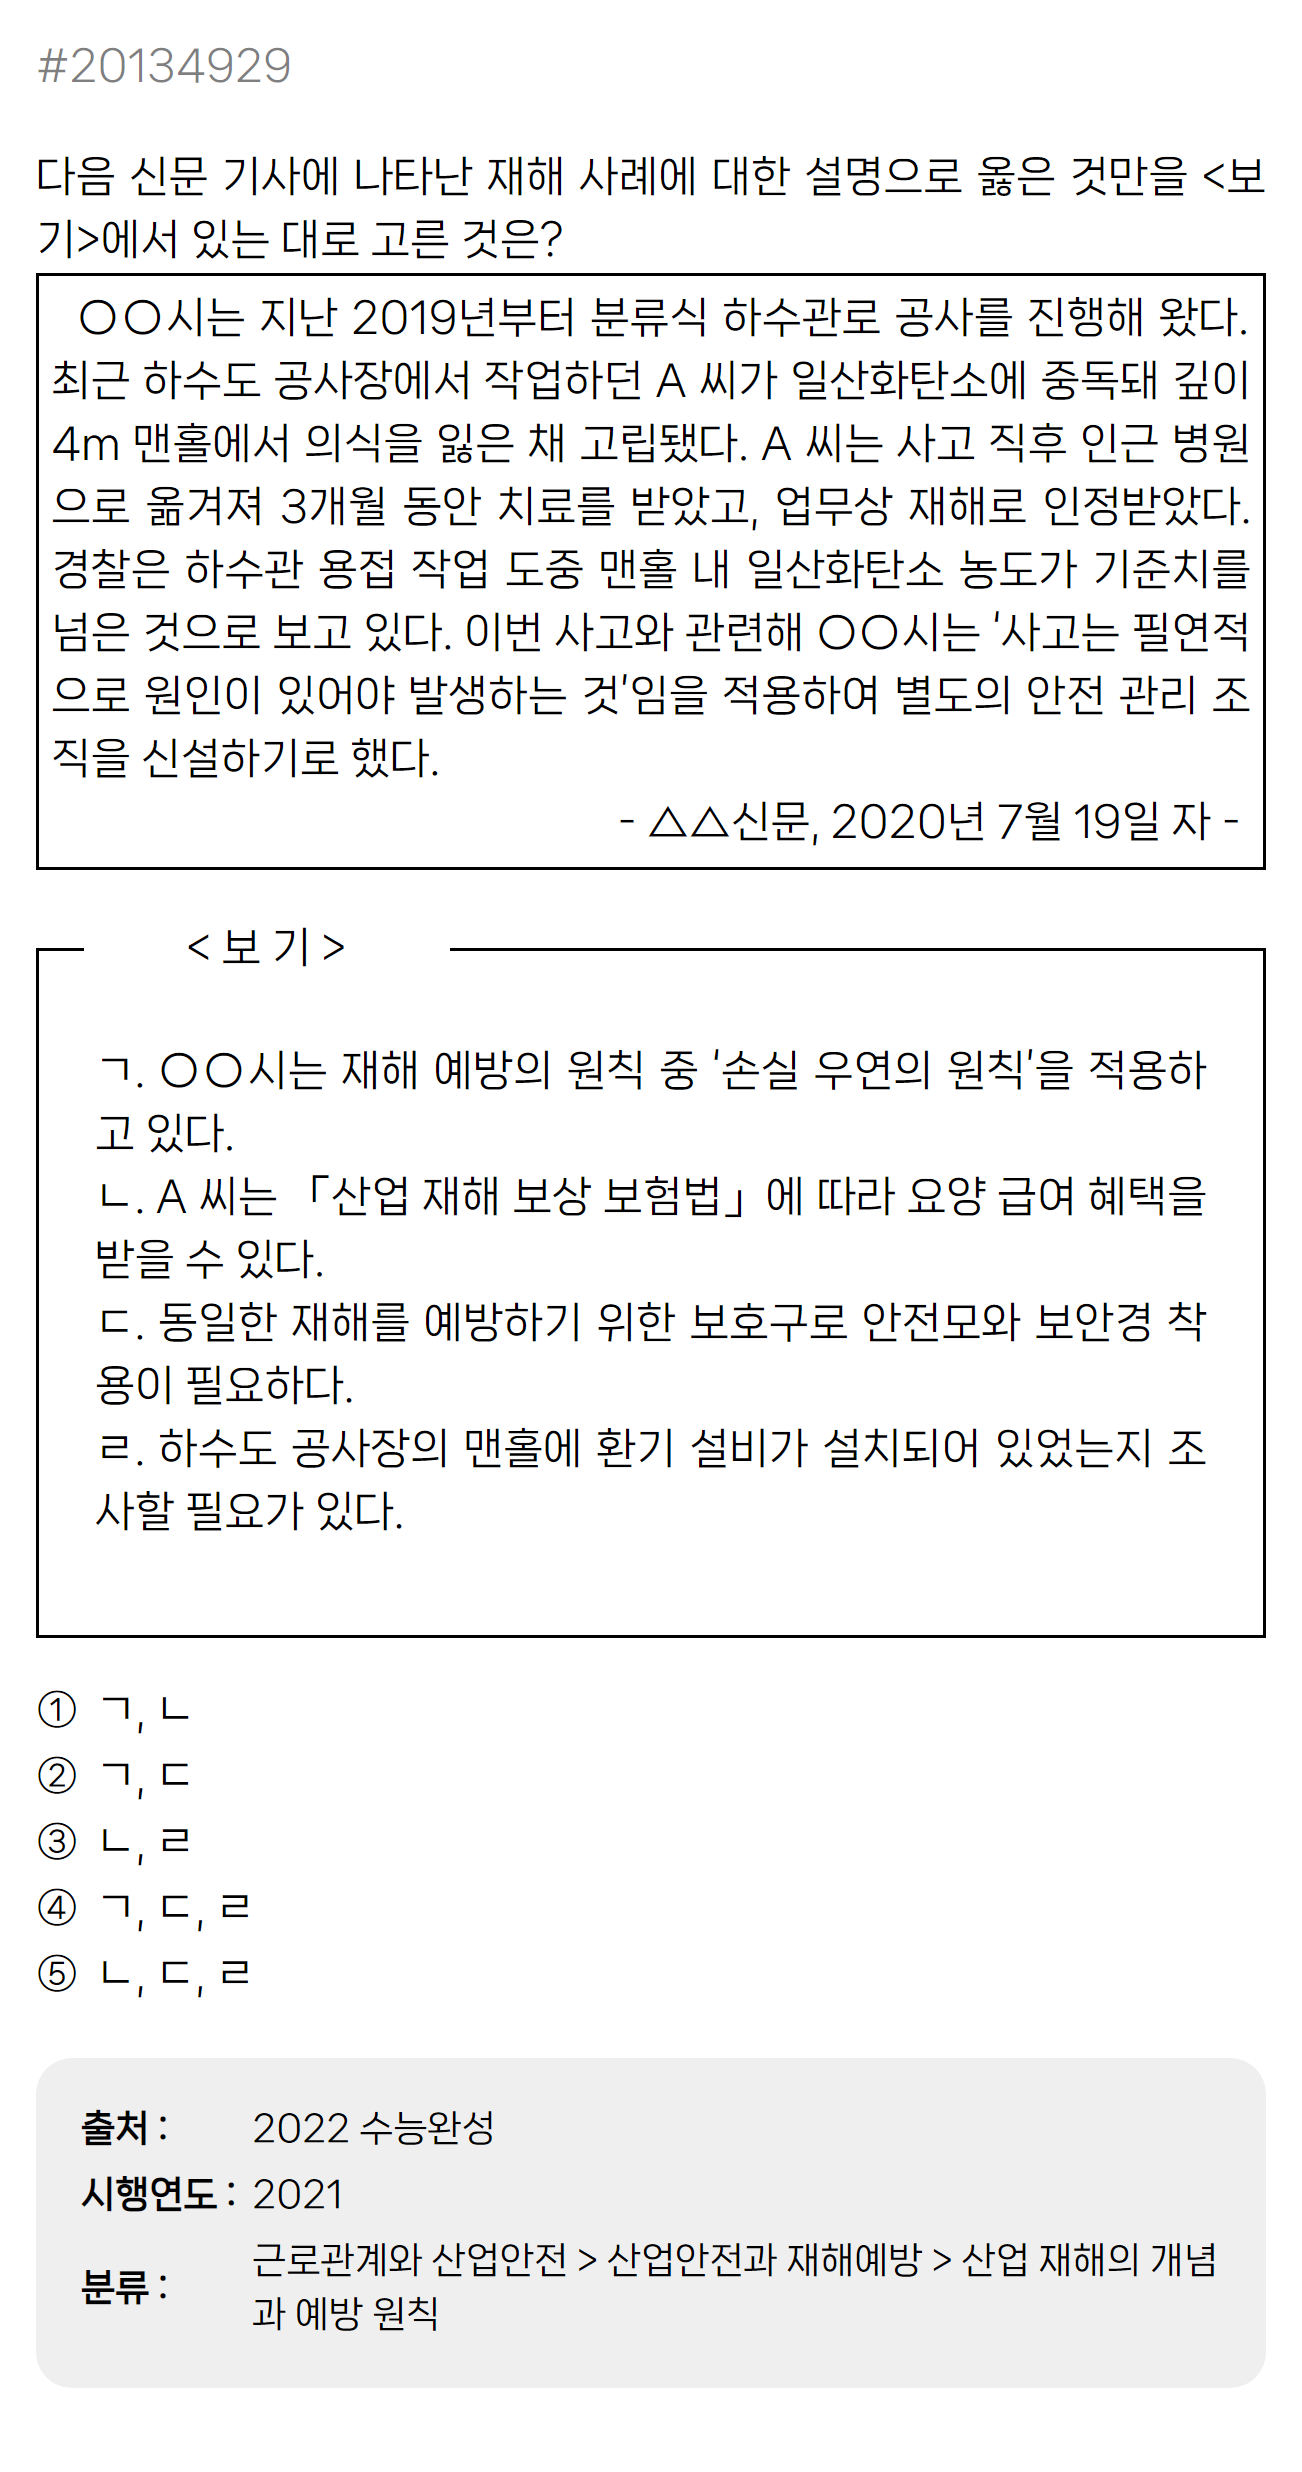 #20134929
다음 신문 기사에 나타난 재해 사례에 대한 설명으로 옳은 것만을 <보
기>에서 있는 대로 고른 것은?
○○시는 지난 2019년부터 분류식 하수관로 공사를 진행해 왔다.
최근 하수도 공사장에서 작업하던 A 씨가 일산화탄소에 중독돼 깊이
4m 맨홀에서 의식을 잃은 채 고립됐다. A 씨는 사고 직후 인근 병원
으로 옮겨져 3개월 동안 치료를 받았고, 업무상 재해로 인정받았다.
경찰은 하수관 용접 작업 도중 맨홀 내 일산화탄소 농도가 기준치를
넘은 것으로 보고 있다. 이번 사고와 관련해 ○○시는 '사고는 필연적
으로 원인이 있어야 발생하는 것'임을 적용하여 별도의 안전 관리 조
직을 신설하기로 했다.
- △△신문, 2020년 7월 19일 자 -
< 보 기 >
ㄱ. ○○시는 재해 예방의 원칙 중 '손실 우연의 원칙'을 적용하
고 있다.
ㄴ. A 씨는 「산업 재해 보상 보험법」에 따라 요양 급여 혜택을
받을 수 있다.
ㄷ. 동일한 재해를 예방하기 위한 보호구로 안전모와 보안경 착
용이 필요하다.
ㄹ. 하수도 공사장의 맨홀에 환기 설비가 설치되어 있었는지 조
사할 필요가 있다.
① ㄱ, ㄴ
② ㄱ, ㄷ
③ ㄴ, ㄹ
④ ㄱ, ㄷ, ㄹ
⑤ ㄴ, ㄷ, ㄹ
출처 : 2022 수능완성
시행연도 : 2021
분류 : 근로관계와 산업안전 > 산업안전과 재해예방 > 산업 재해의 개념
과 예방 원칙